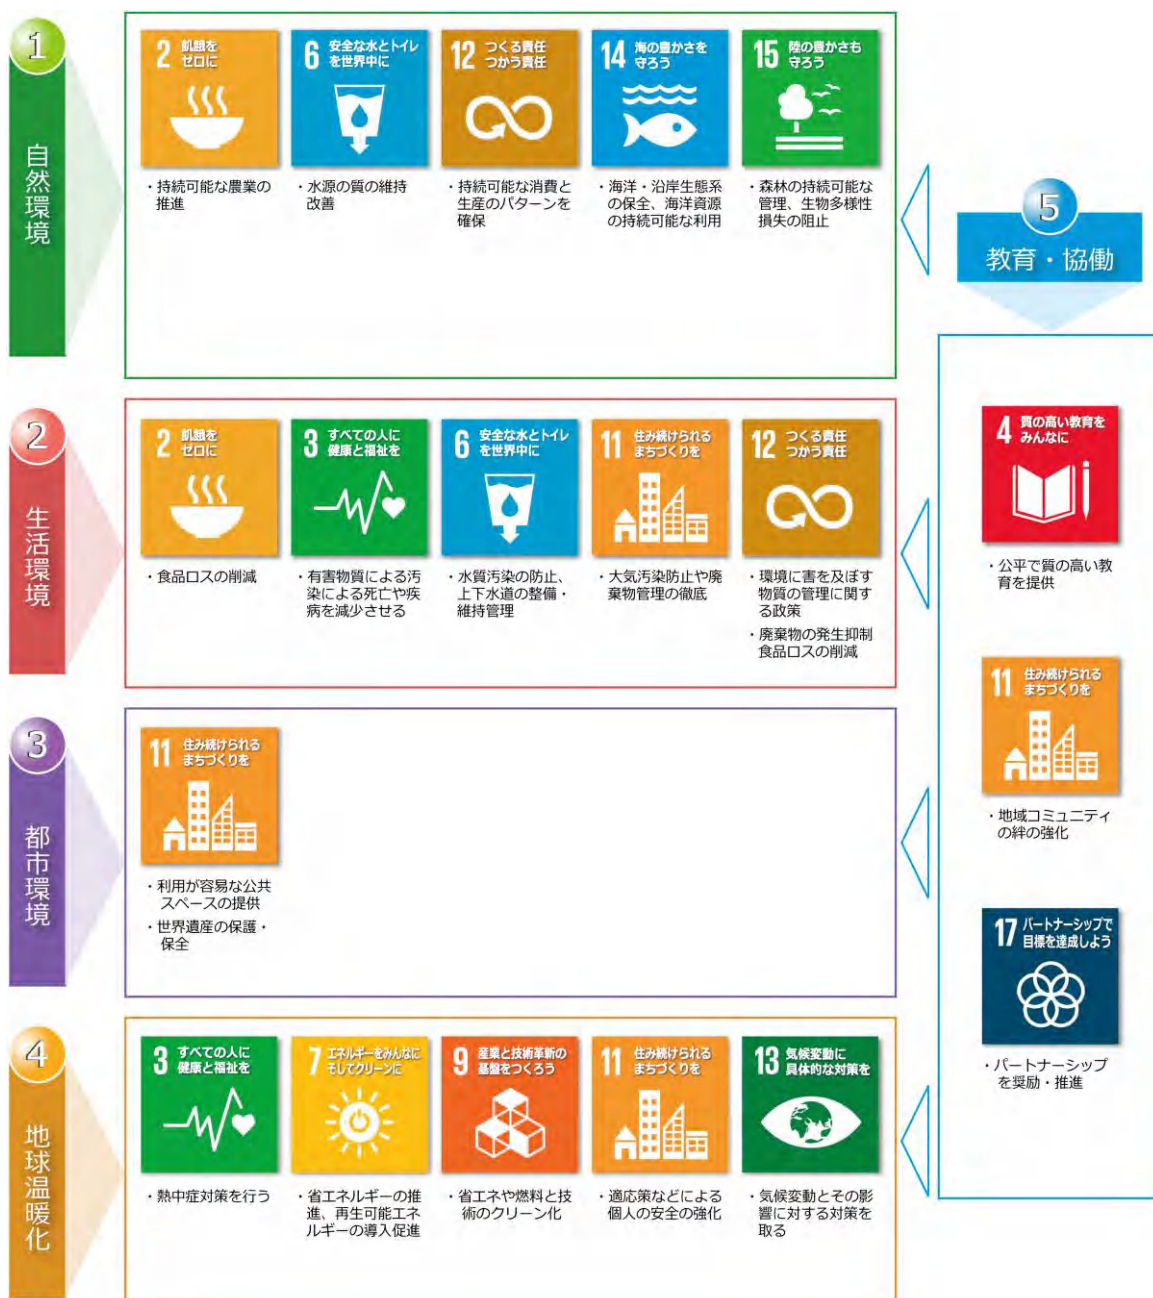 1
自然環境
2 飢餓を
ゼロに
・持続可能な農業の
推進
6 安全な水とトイレ
を世界中に
・水源の質の維持
改善
12 つくる責任
つかう責任
・持続可能な消費と
生産のパターンを
確保
14 海の豊かさを
守ろう
・海洋・沿岸生態系
の保全、海洋資源
の持続可能な利用
15 陸の豊かさも
守ろう
・森林の持続可能な
管理、生物多様性
損失の阻止
2
生活環境
2 飢餓を
ゼロに
・食品ロスの削減
3 すべての人に
健康と福祉を
・有害物質による汚
染による死亡や疾
病を減少させる
6 安全な水とトイレ
を世界中に
・水質汚染の防止、
上下水道の整備・
維持管理
11 住み続けられる
まちづくりを
・大気汚染防止や廃
棄物管理の徹底
12 つくる責任
つかう責任
・環境に害を及ぼす
物質の管理に関す
る政策
・廃棄物の発生抑制
食品ロスの削減
3
都市環境
11 住み続けられる
まちづくりを
・利用が容易な公共
スペースの提供
・世界遺産の保護・
保全
4
地球温暖化
3 すべての人に
健康と福祉を
・熱中症対策を行う
7 エネルギーをみんなに
そしてクリーンに
・省エネルギーの推
進、再生可能エネ
ルギーの導入促進
9 産業と技術革新の
基盤をつくろう
・省エネや燃料と技
術のクリーン化
11 住み続けられる
まちづくりを
・適応策などによる
個人の安全の強化
13 気候変動に
具体的な対策を
・気候変動とその影
響に対する対策を
取る
5
教育・協働
4 質の高い教育を
みんなに
・公平で質の高い教
育を提供
11 住み続けられる
まちづくりを
・地域コミュニティ
の絆の強化
17 パートナーシップで
目標を達成しよう
・パートナーシップ
を奨励・推進